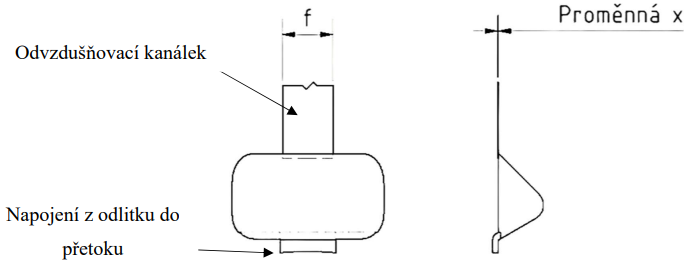 f
Proměnná x
Odvzdušňovací kanálek
Napojení z odlitku do
přetoku